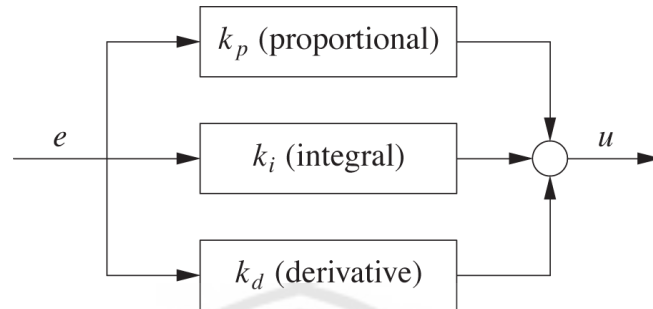 k_p (proportional)
e
k_i (integral)
u
k_d (derivative)